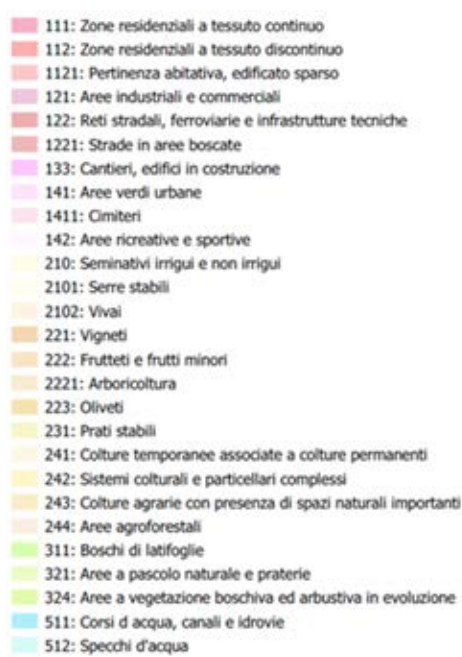 111: Zone residenziali a tessuto continuo
112: Zone residenziali a tessuto discontinuo
1121: Pertinenza abitativa, edificato sparso
121: Aree industriali e commerciali
122: Reti stradali, ferroviarie e infrastrutture tecniche
1221: Strade in aree boscate
133: Cantieri, edifici in costruzione
141: Aree verdi urbane
1411: Cimiteri
142: Aree ricreative e sportive
210: Seminativi irrigui e non irrigui
2101: Serre stabili
2102: Vivai
221: Vigneti
222: Frutteti e frutti minori
2221: Arboricoltura
223: Oliveti
231: Prati stabili
241: Colture temporanee associate a colture permanenti
242: Sistemi colturali e particellari complessi
243: Colture agrarie con presenza di spazi naturali importanti
244: Aree agroforestali
311: Boschi di latifoglie
321: Aree a pascolo naturale e praterie
324: Aree a vegetazione boschiva ed arbustiva in evoluzione
511: Corsi d acqua, canali e idrovie
512: Specchi d'acqua